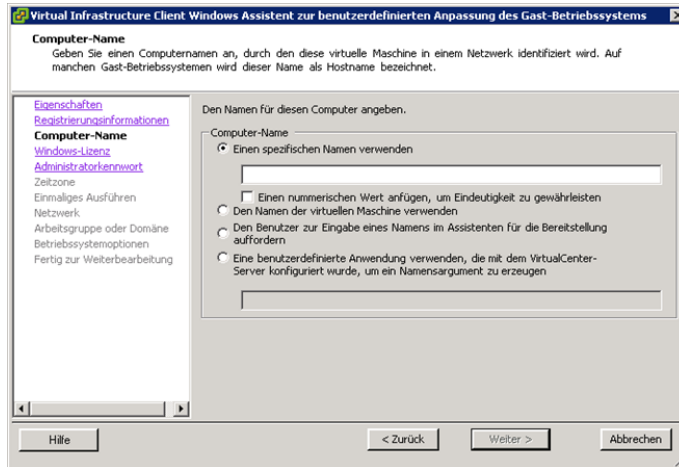 Virtual Infrastructure Client Windows Assistent zur benutzerdefinierten Anpassung des Gast-Betriebssystems
Computer-Name
Geben Sie einen Computernamen an, durch den diese virtuelle Maschine in einem Netzwerk identifiziert wird. Auf
manchen Gast-Betriebssystemen wird dieser Name als Hostname bezeichnet.
Eigenschaften
Registrierungsinformationen
Computer-Name
Windows-Lizenz
Administratorkennwort
Zeitzone
Einmaliges Ausführen
Netzwerk
Arbeitsgruppe oder Domäne
Betriebssystemoptionen
Fertig zur Weiterbearbeitung
Den Namen für diesen Computer angeben.
Computer-Name
Einen spezifischen Namen verwenden
Einen nummerischen Wert anfügen, um Eindeutigkeit zu gewährleisten
Den Namen der virtuellen Maschine verwenden
Den Benutzer zur Eingabe eines Namens im Assistenten für die Bereitstellung
auffordern
Eine benutzerdefinierte Anwendung verwenden, die mit dem VirtualCenter-
Server konfiguriert wurde, um ein Namensargument zu erzeugen
Hilfe
< Zurück
Weiter >
Abbrechen